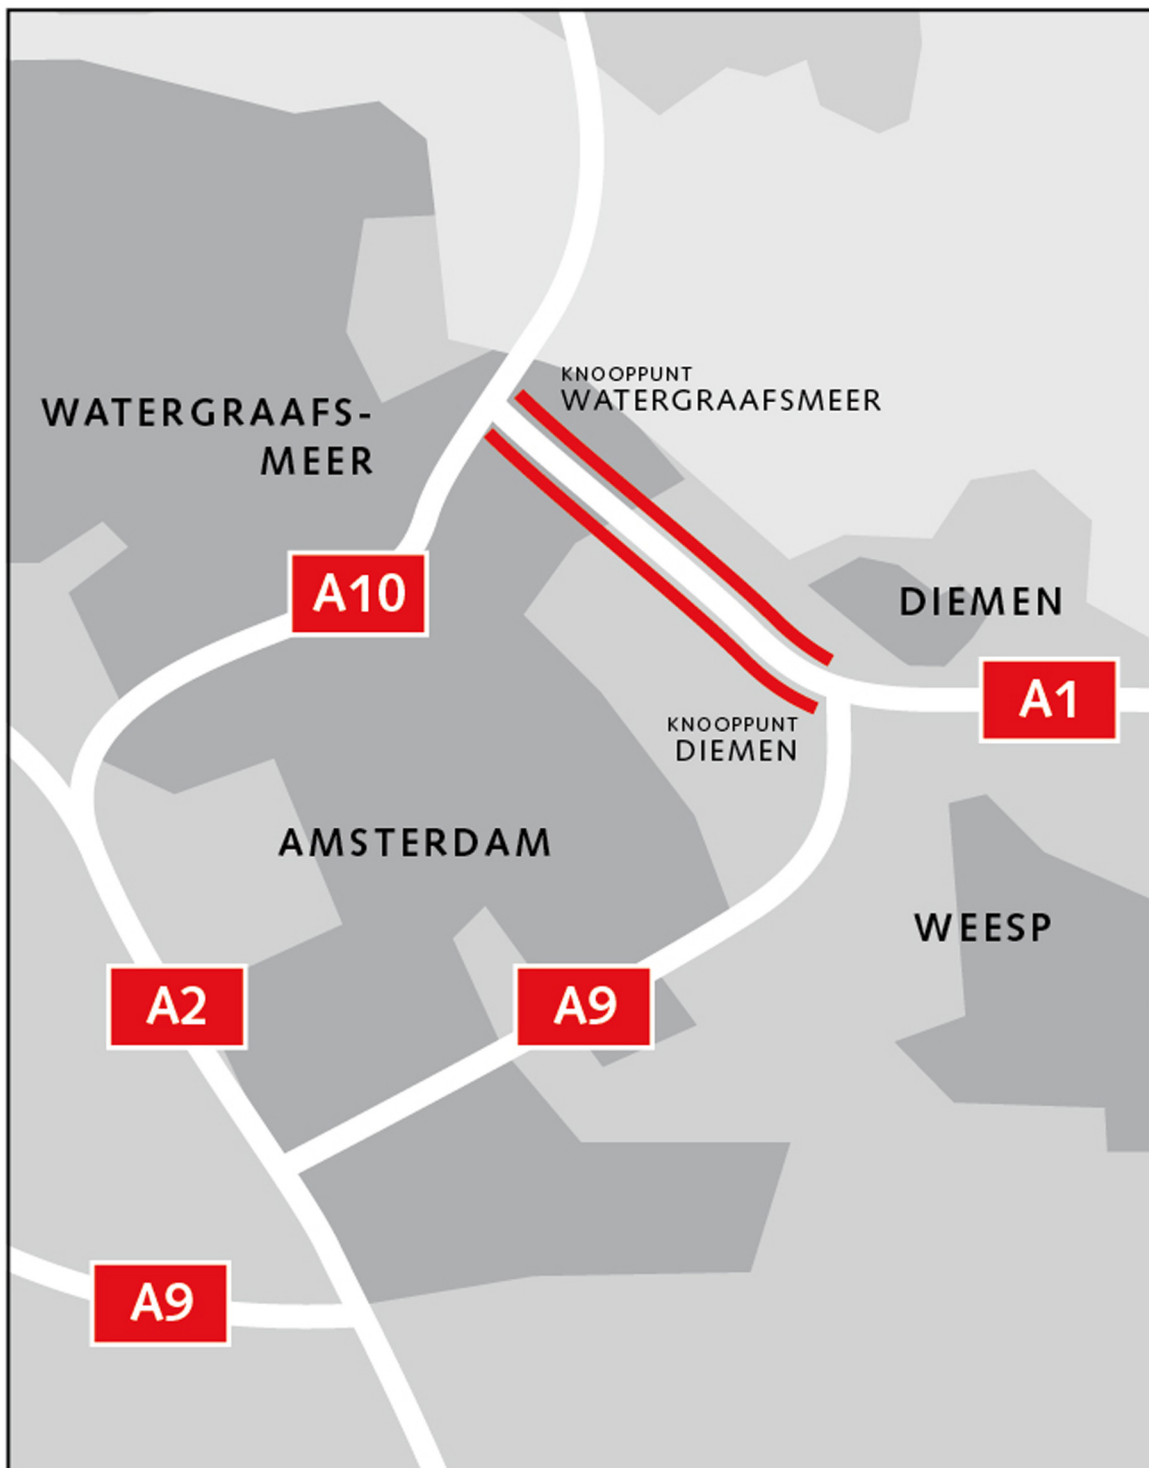 KNOOPPUNT
WATERGRAAFSMEER
WATERGRAAFS-
MEER
A10
DIEMEN
A1
KNOOPPUNT
DIEMEN
AMSTERDAM
WEESP
A2
A9
A9